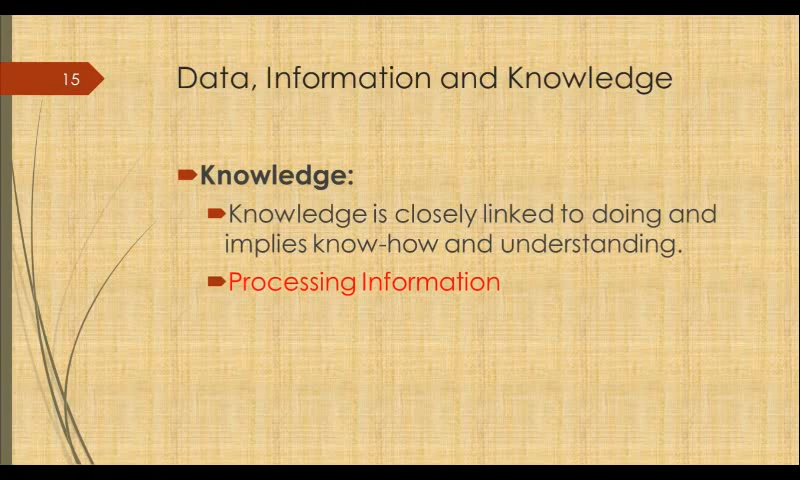 15
Data, Information and Knowledge
Knowledge:
Knowledge is closely linked to doing and
implies know-how and understanding.
Processing Information